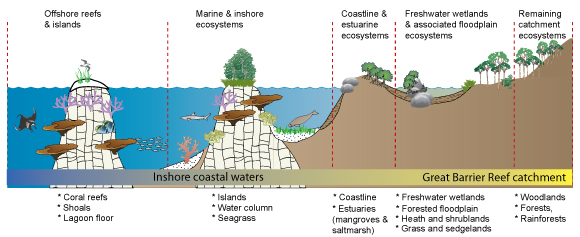 Offshore reefs
& islands
Marine & inshore
ecosystems
Coastline &
estuarine
ecosystems
Freshwater wetlands
& associated floodplain
ecosystems
Remaining
catchment
ecosystems
Inshore coastal waters
Great Barrier Reef catchment
* Coral reefs
* Shoals
* Lagoon floor
* Islands
* Water column
* Seagrass
* Coastline
* Estuaries
(mangroves &
saltmarsh)
* Freshwater wetlands
* Forested floodplain
* Heath and shrublands
* Grass and sedgelands
* Woodlands
* Forests,
* Rainforests